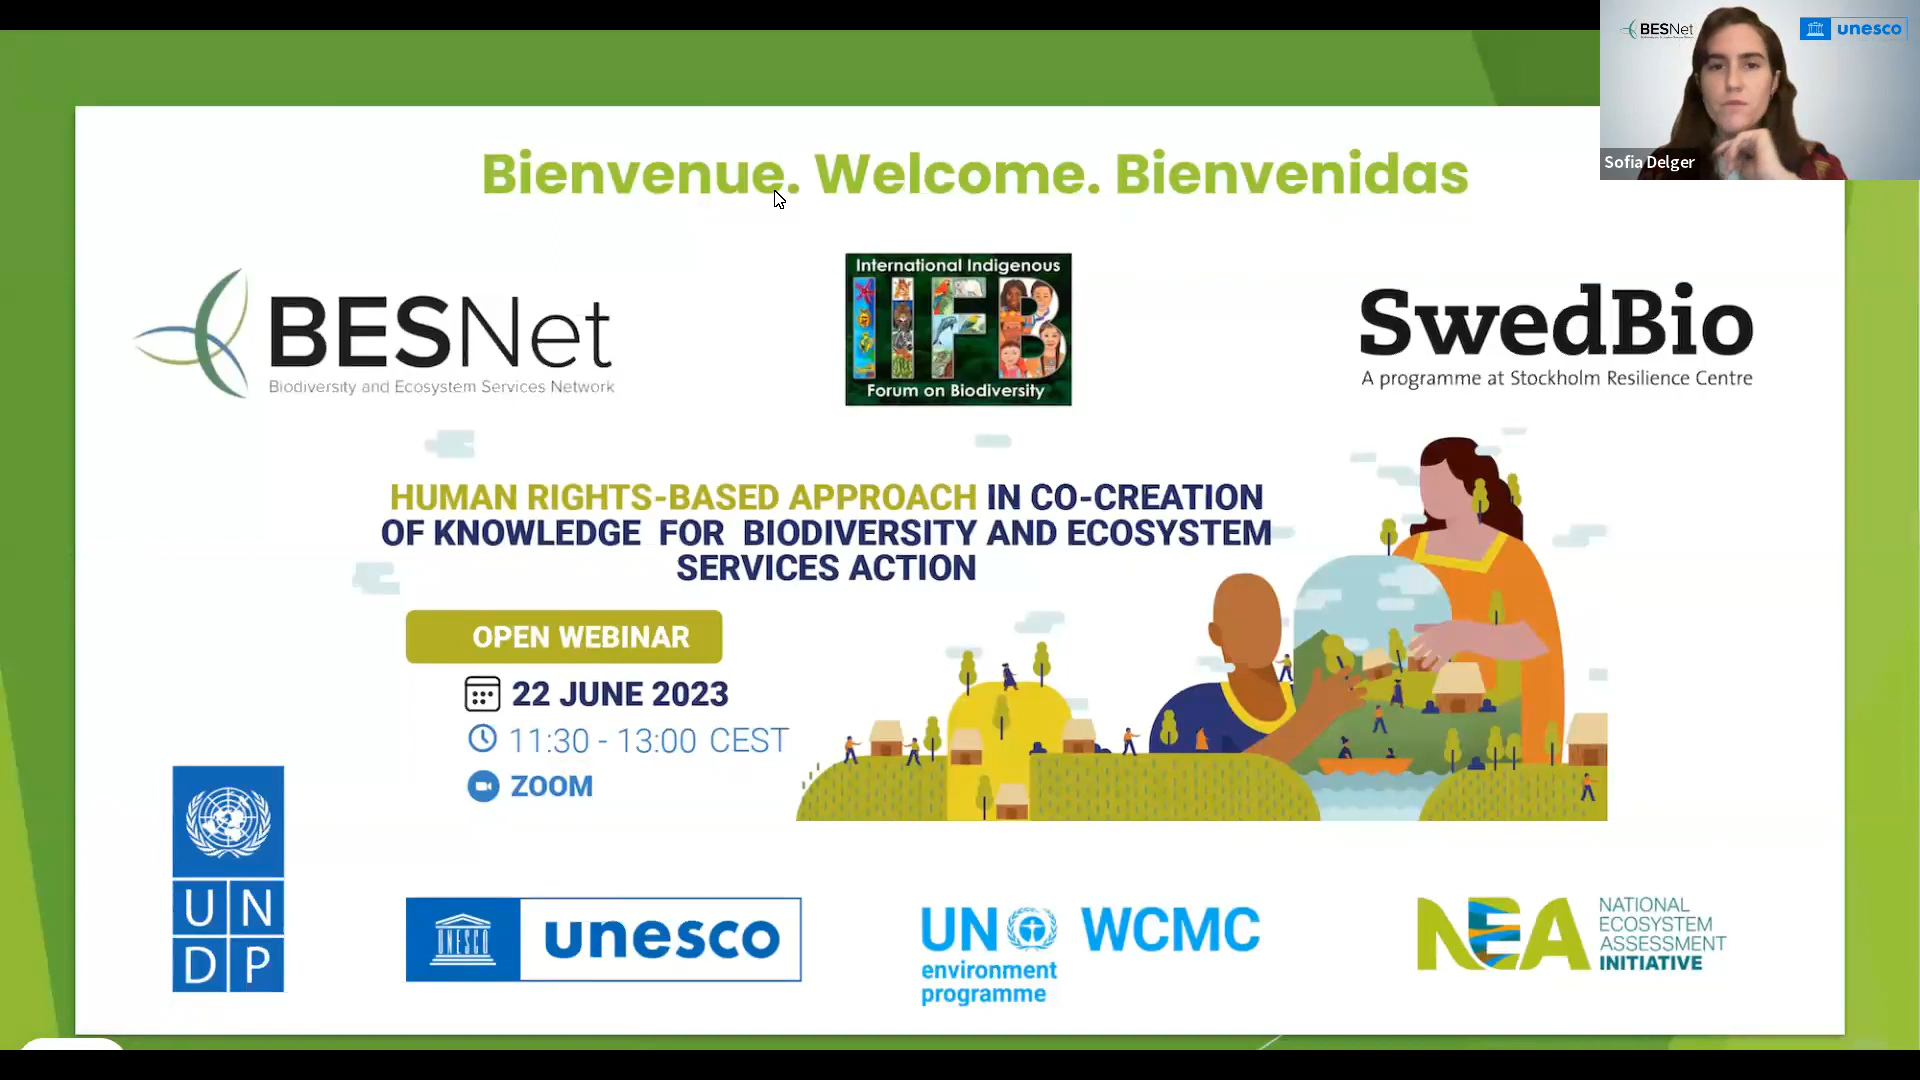 Bienvenue. Welcome. Bienvenidas
BESNet
unesco
Sofia Delger
BESNet
Biodiversity and Ecosystem Services Network
International Indigenous
IIFB
Forum on Biodiversity
SwedBio
A programme at Stockholm Resilience Centre
HUMAN RIGHTS-BASED APPROACH IN CO-CREATION
OF KNOWLEDGE FOR BIODIVERSITY AND ECOSYSTEM
SERVICES ACTION
OPEN WEBINAR
22 JUNE 2023
11:30 - 13:00 CEST
ZOOM
UN
DP
UNESCO
unesco
UN WCMC
environment
programme
NEA
NATIONAL
ECOSYSTEM
ASSESSMENT
INITIATIVE